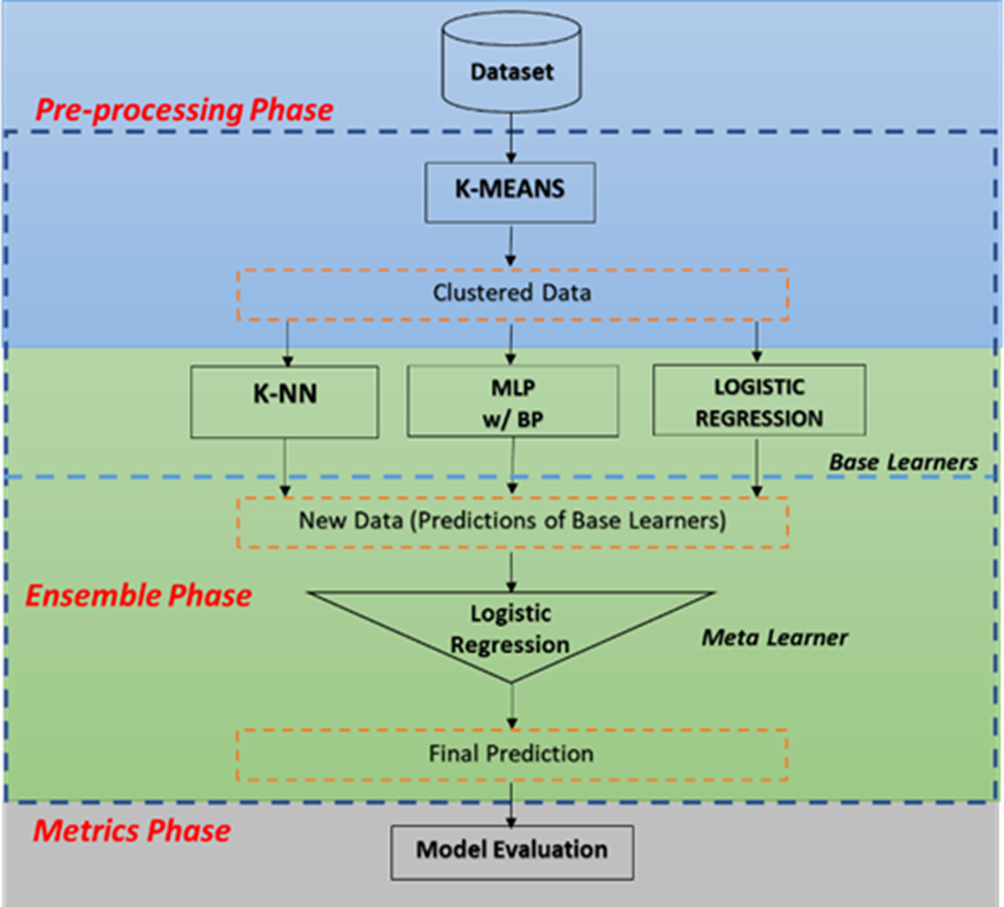 Dataset
Pre-processing Phase
K-MEANS
Clustered Data
K-NN
MLP
w/ BP
LOGISTIC
REGRESSION
Base Learners
New Data (Predictions of Base Learners)
Ensemble Phase
Logistic
Regression
Meta Learner
Final Prediction
Metrics Phase
Model Evaluation